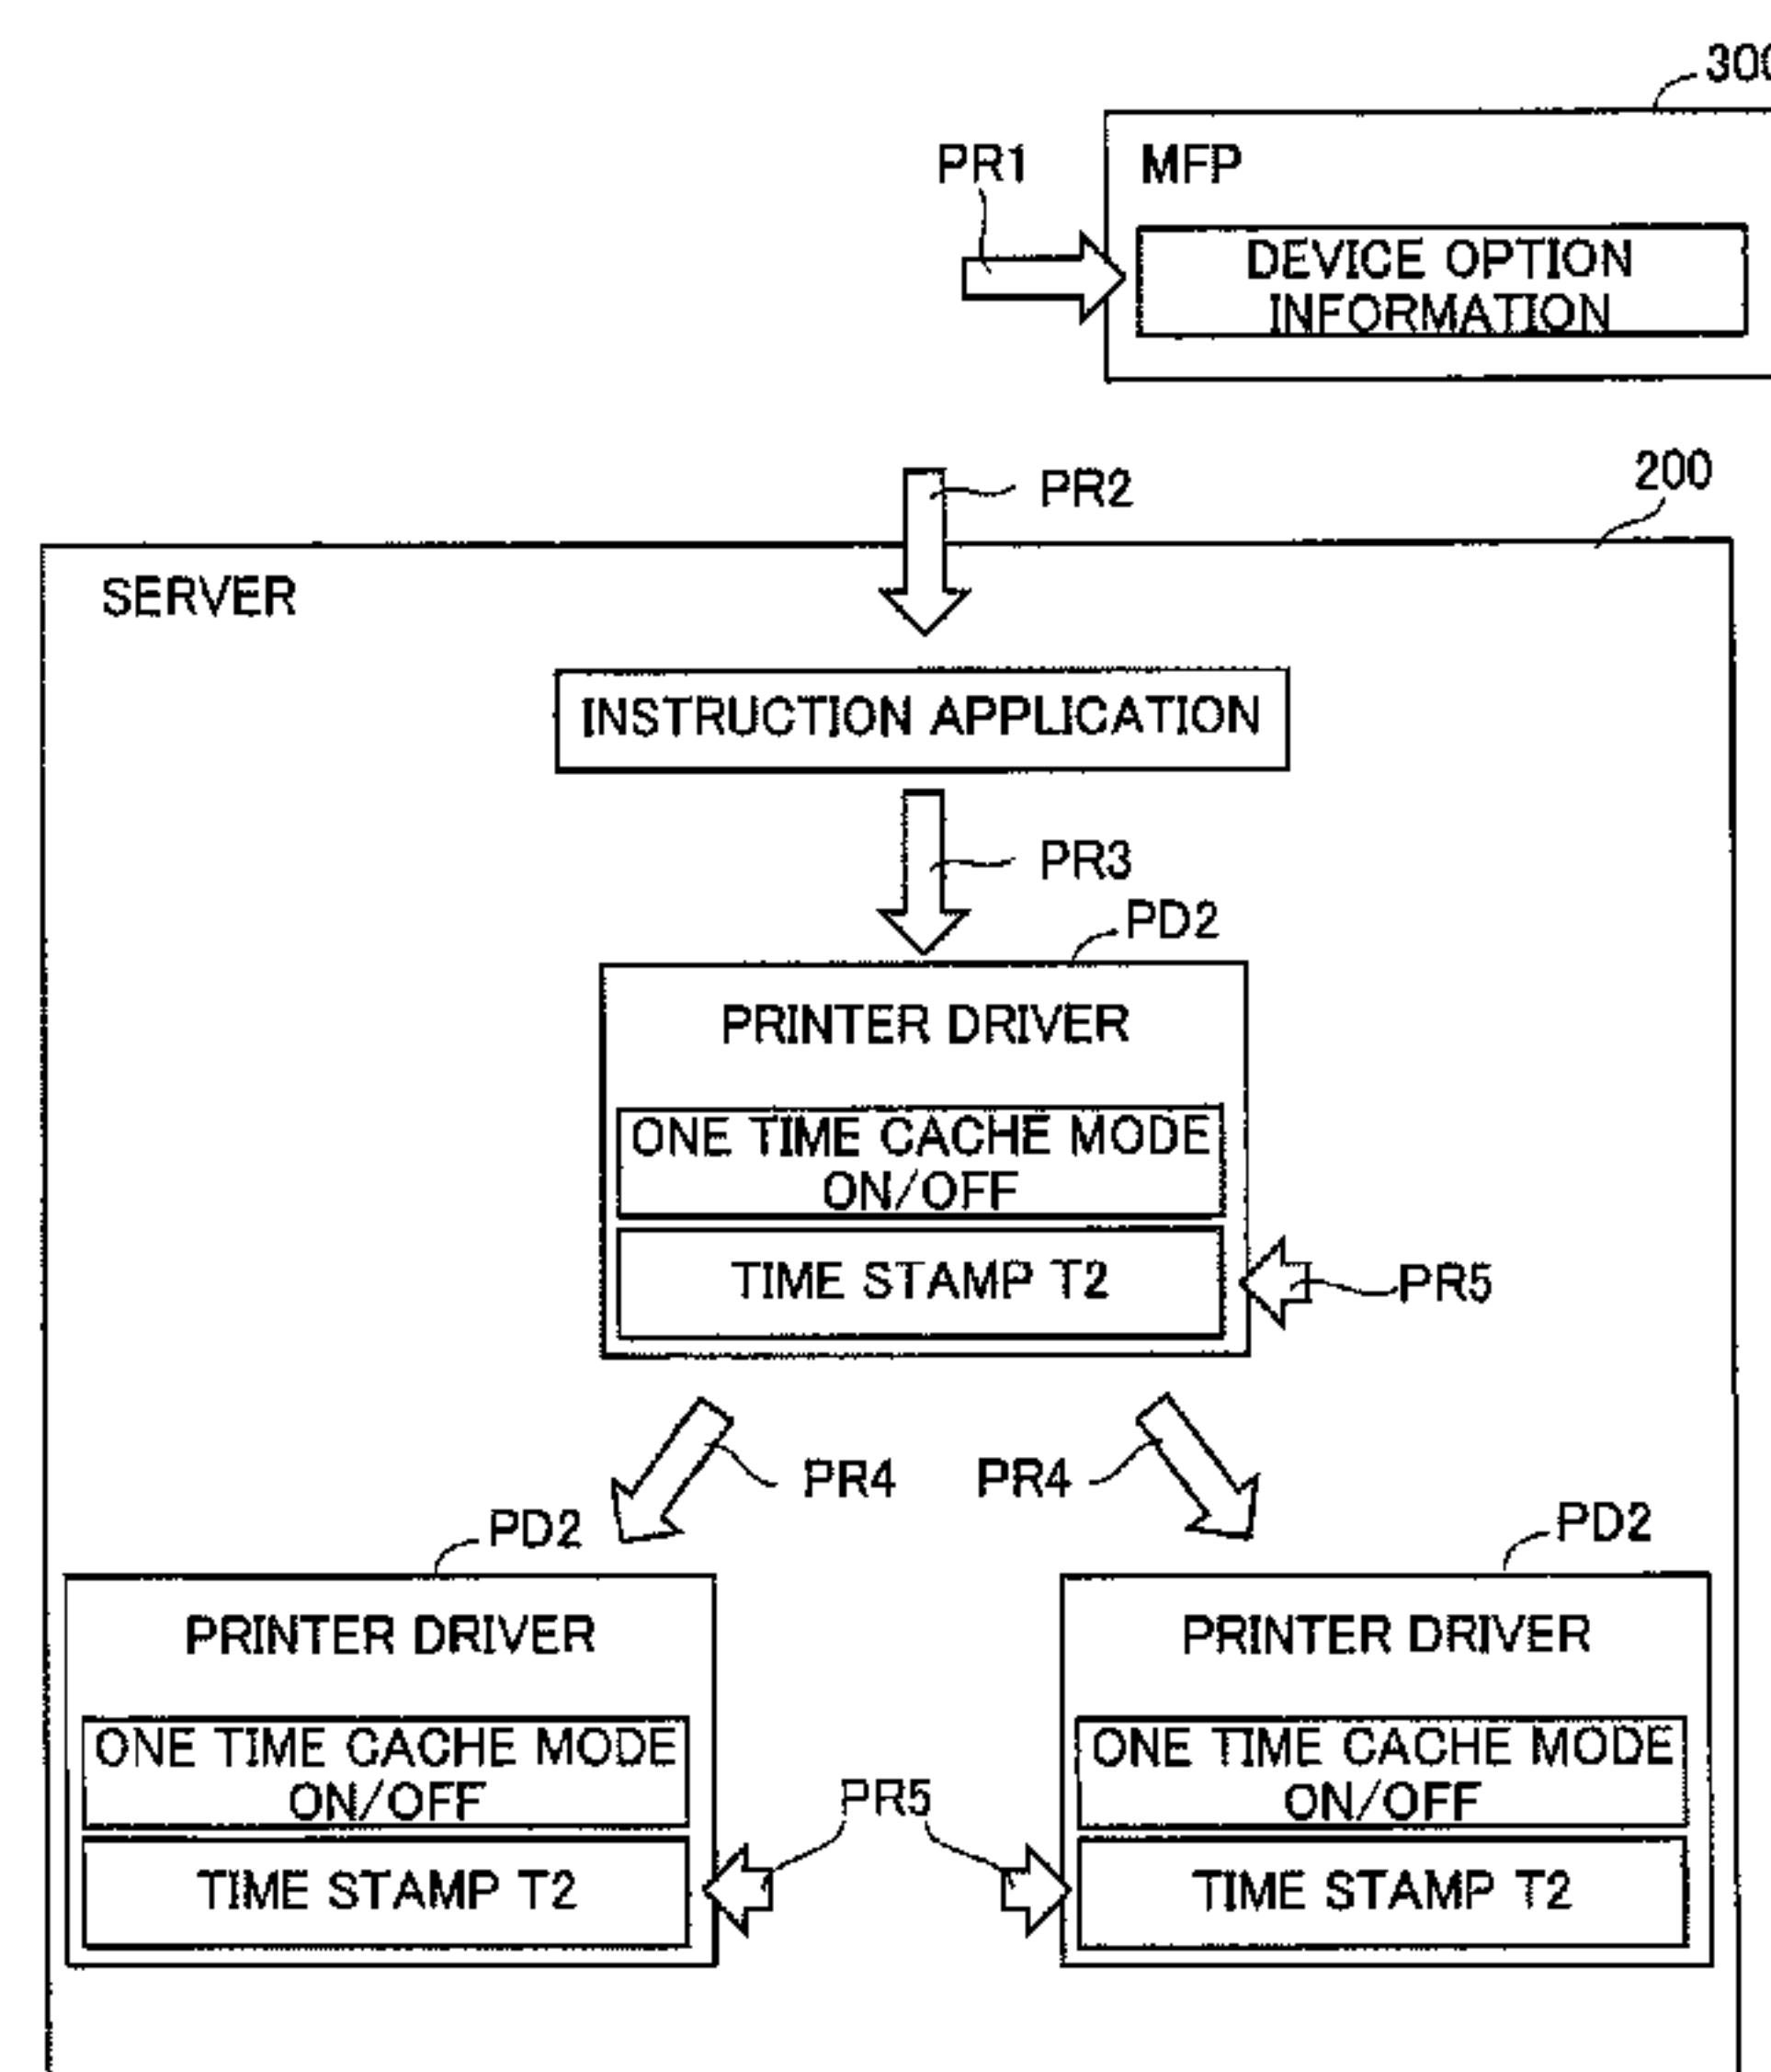 300
PR1
MFP
DEVICE OPTION
INFORMATION
PR2
200
SERVER
INSTRUCTION APPLICATION
PR3
PD2
PRINTER DRIVER
ONE TIME CACHE MODE
ON/OFF
TIME STAMP T2
PR5
PR4
PR4
PD2
PD2
PRINTER DRIVER
ONE TIME CACHE MODE
ON/OFF
TIME STAMP T2
PR5
PRINTER DRIVER
ONE TIME CACHE MODE
ON/OFF
TIME STAMP T2